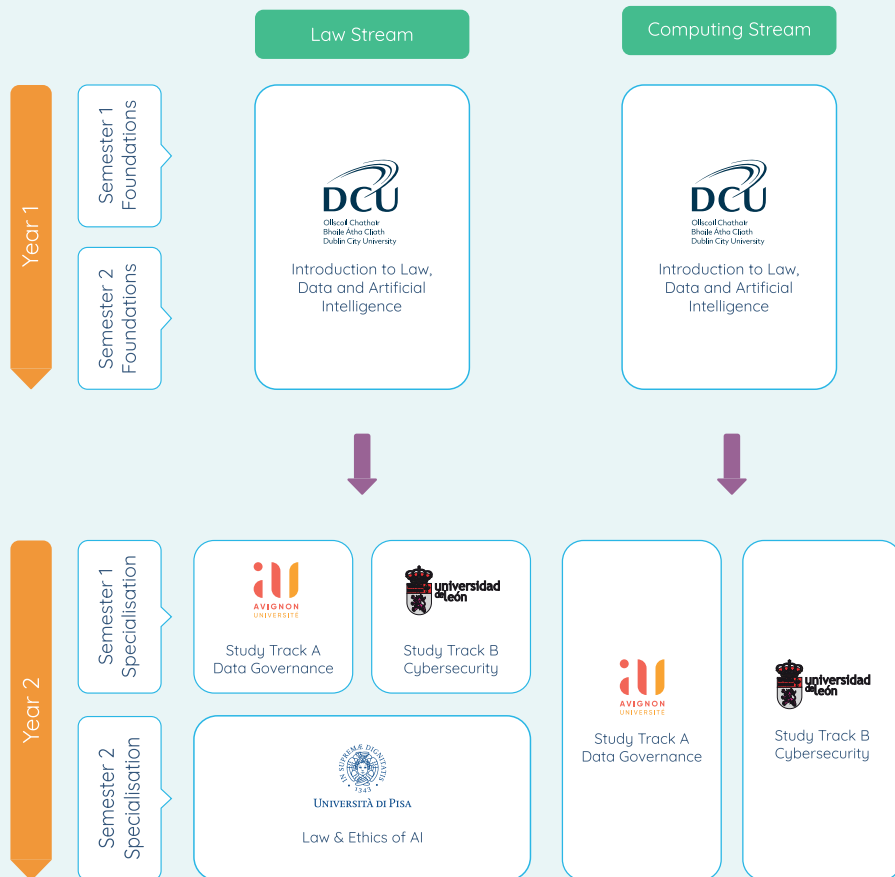 Law Stream
Computing Stream
Year 1
Semester 1
Foundations
Semester 2
Foundations
DCU
Ollscoil Chathair
Bhaile Átha Cliath
Dublin City University
Introduction to Law,
Data and Artificial
Intelligence
DCU
Ollscoil Chathair
Bhaile Átha Cliath
Dublin City University
Introduction to Law,
Data and Artificial
Intelligence
Year 2
Semester 1
Specialisation
AVIGNON
UNIVERSITÉ
Study Track A
Data Governance
universidad
de león
Study Track B
Cybersecurity
AVIGNON
UNIVERSITÉ
Study Track A
Data Governance
universidad
de león
Study Track B
Cybersecurity
Semester 2
Specialisation
IN SUPREMÆ DIGNITATIS
1343
UNIVERSITÀ DI PISA
Law & Ethics of AI